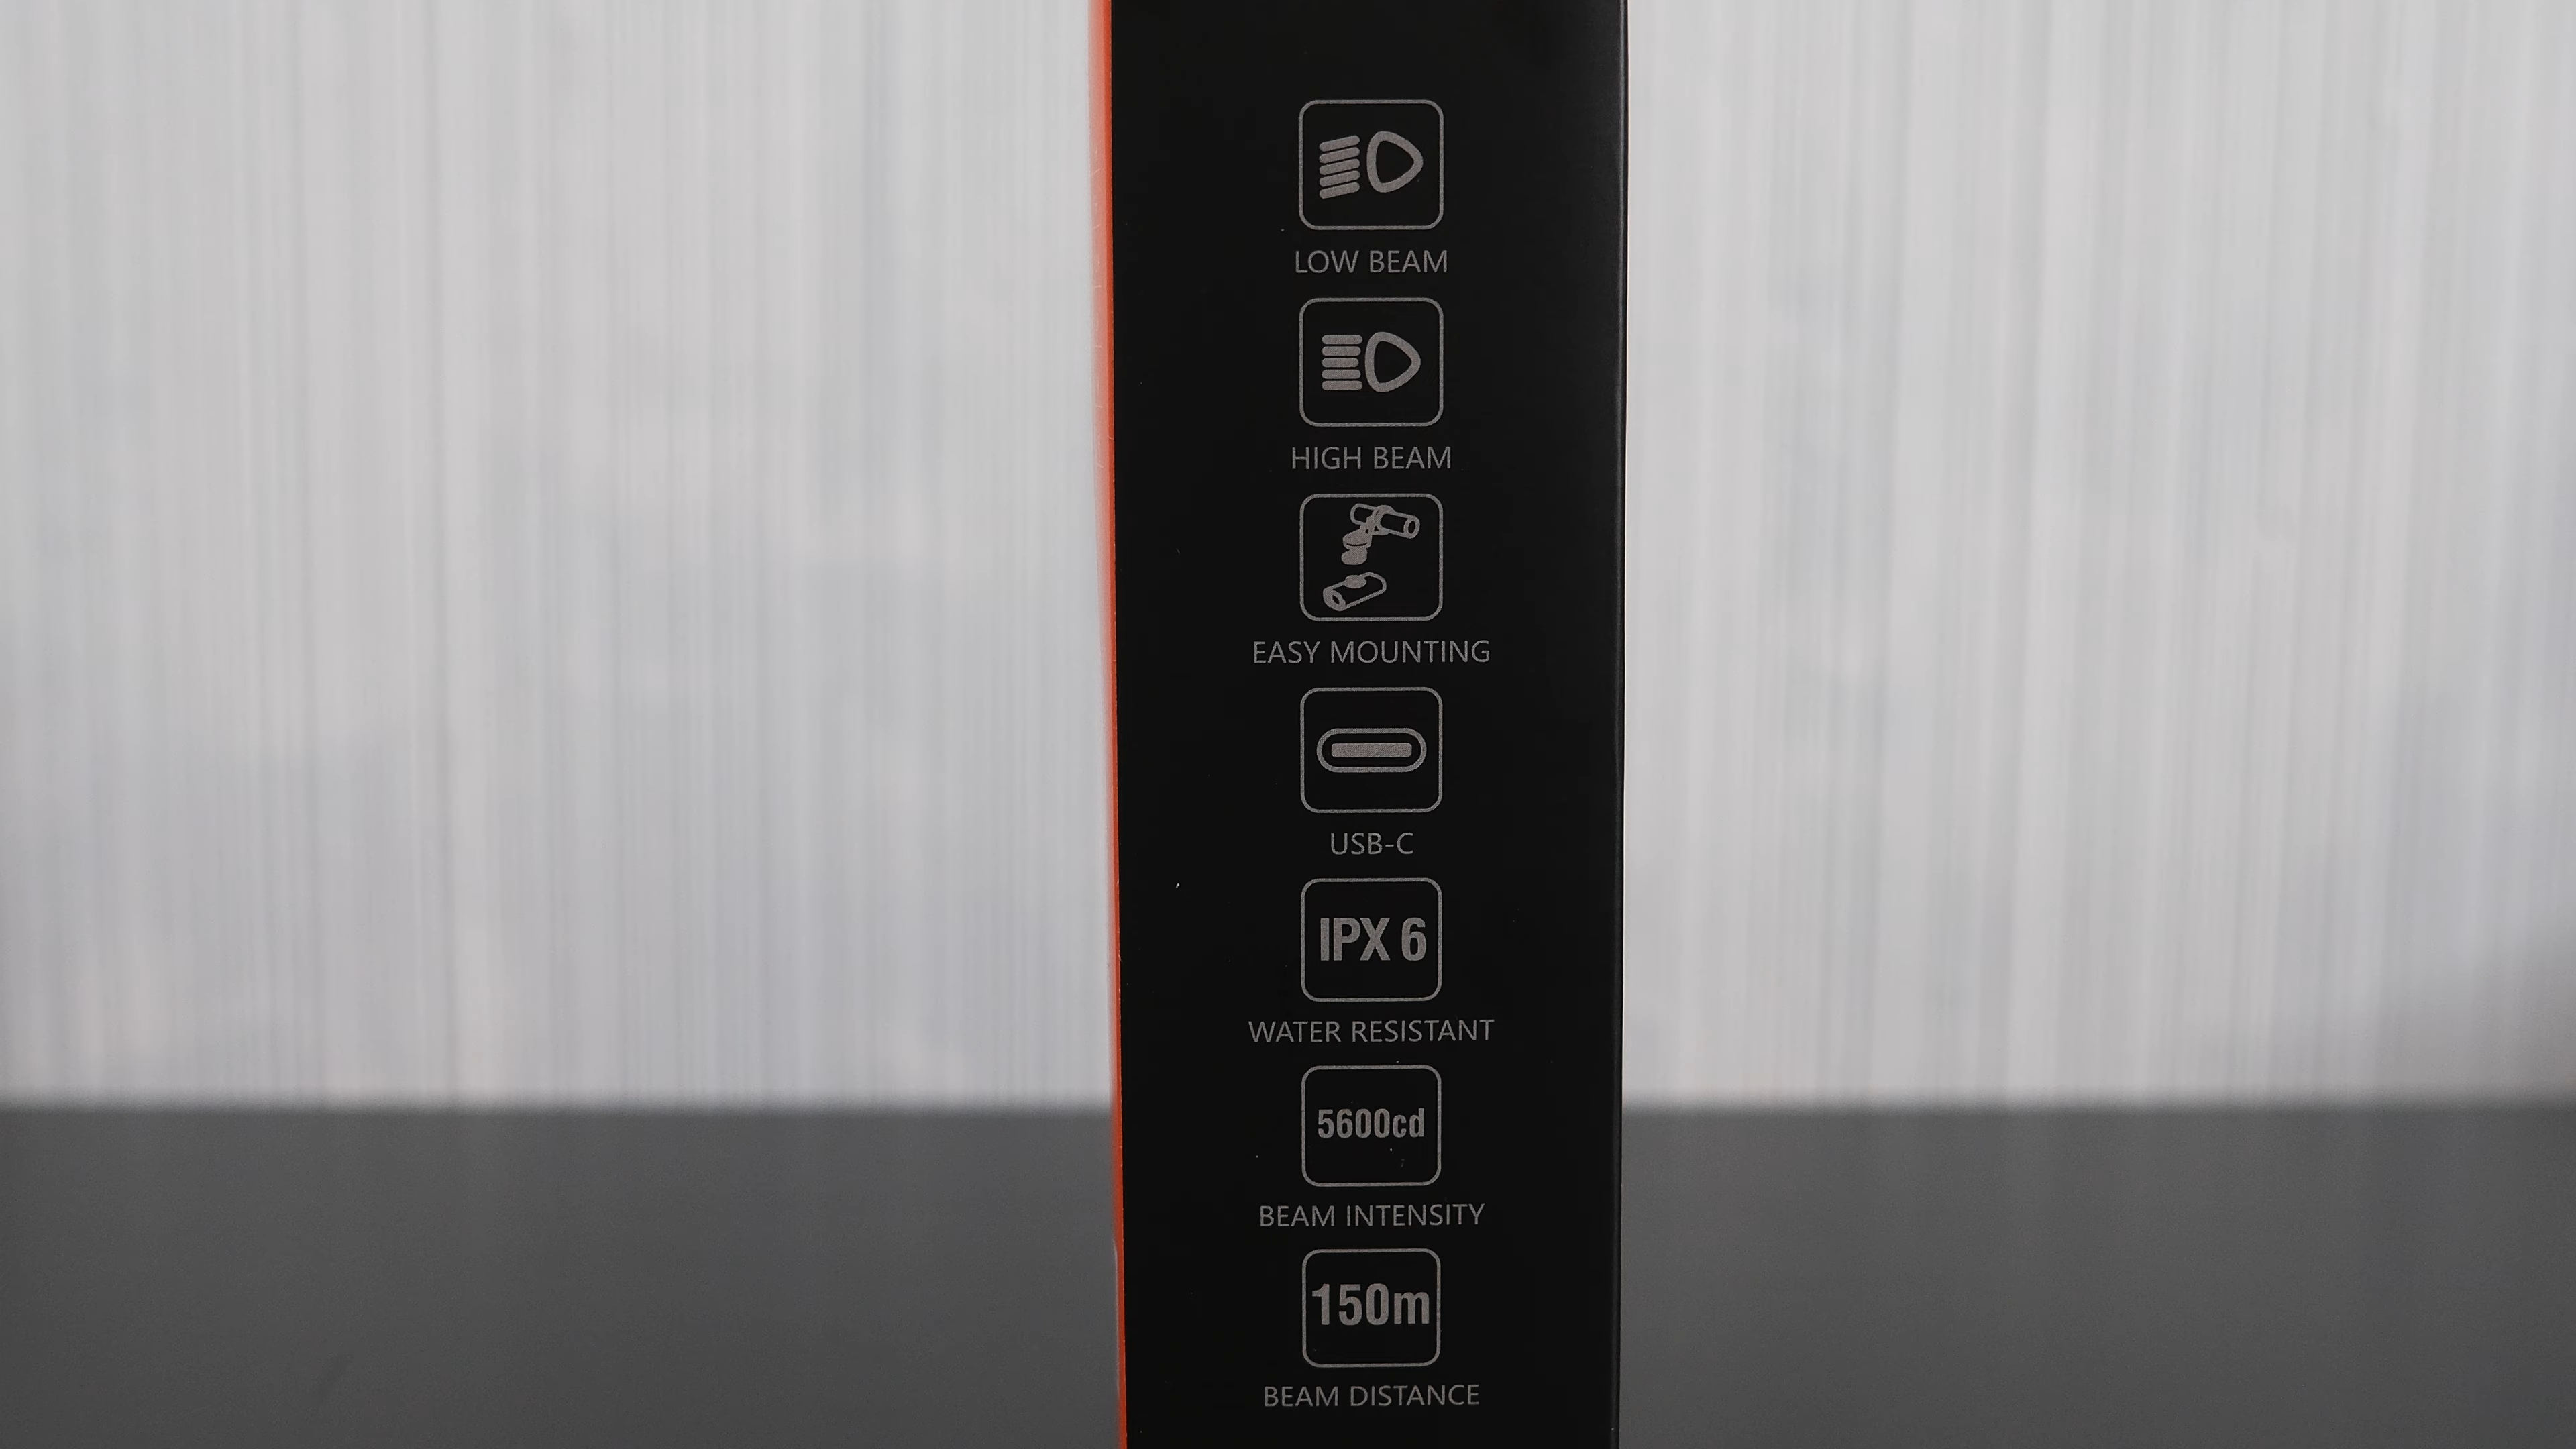 LOW BEAM
HIGH BEAM
EASY MOUNTING
USB-C
IPX 6
WATER RESISTANT
5600cd
BEAM INTENSITY
150m
BEAM DISTANCE